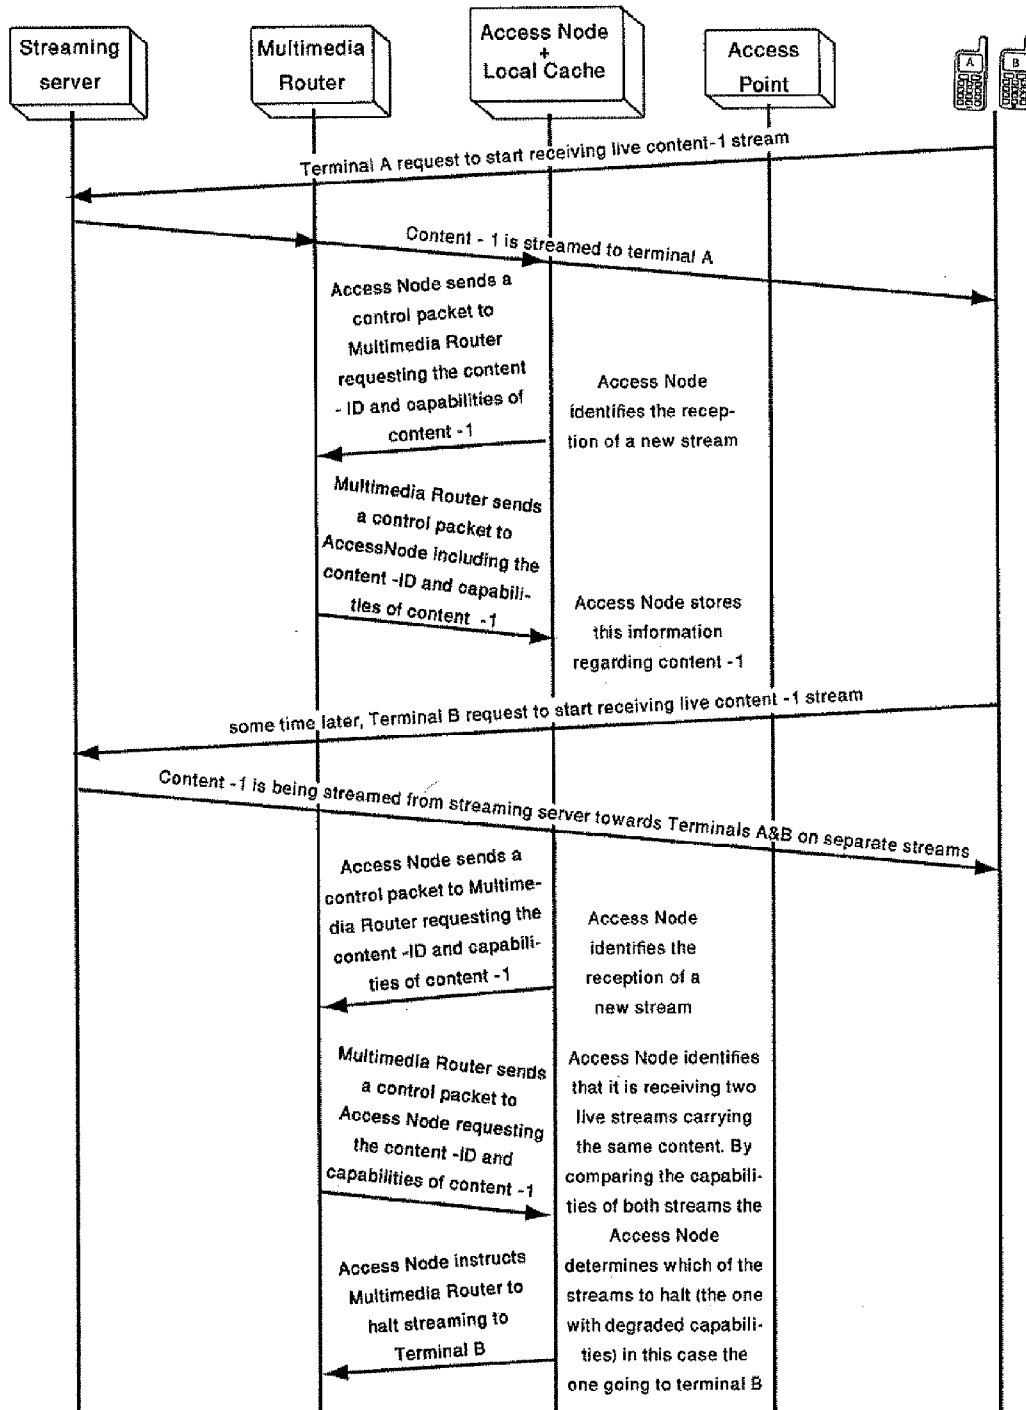 Streaming
server
Multimedia
Router
Access Node
+
Local Cache
Access
Point
A
B
Terminal A request to start receiving live content-1 stream
Content - 1 is streamed to terminal A
Access Node sends a
control packet to
Multimedia Router
requesting the content
- ID and capabilities of
content -1
Access Node
identifies the recep-
tion of a new stream
Multimedia Router sends
a control packet to
AccessNode including the
content -ID and capabili-
ties of content -1
Access Node stores
this information
regarding content -1
some time later, Terminal B request to start receiving live content -1 stream
Content -1 is being streamed from streaming server towards Terminals A&B on separate streams
Access Node sends a
control packet to Multime-
dia Router requesting the
content -ID and capabili-
ties of content -1
Access Node
identifies the
reception of a
new stream
Multimedia Router sends
a control packet to
Access Node requesting
the content -ID and
capabilities of content -1
Access Node identifies
that it is receiving two
live streams carrying
the same content. By
comparing the capabili-
ties of both streams the
Access Node
determines which of the
streams to halt (the one
with degraded capabili-
ties) in this case the
one going to terminal B
Access Node instructs
Multimedia Router to
halt streaming to
Terminal B